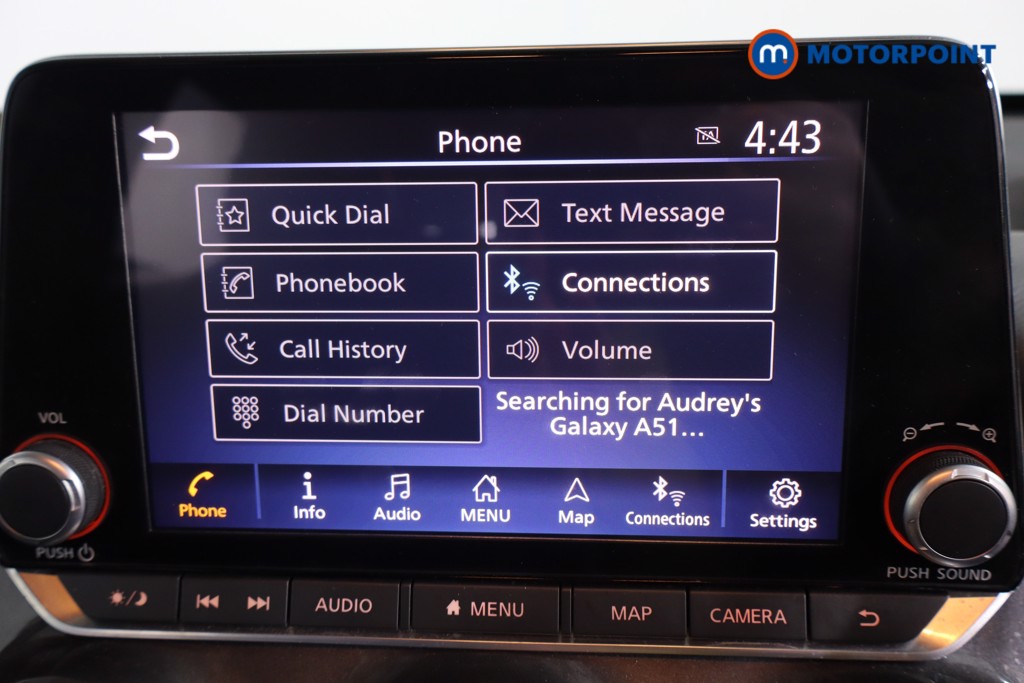 m MOTORPOINT
Phone
TA 4:43
Quick Dial
Text Message
Phonebook
Connections
Call History
Volume
Dial Number
Searching for Audrey's
Galaxy A51...
Phone
Info
Audio
MENU
Map
Connections
Settings
VOL
PUSH
PUSH SOUND
AUDIO
MENU
MAP
CAMERA